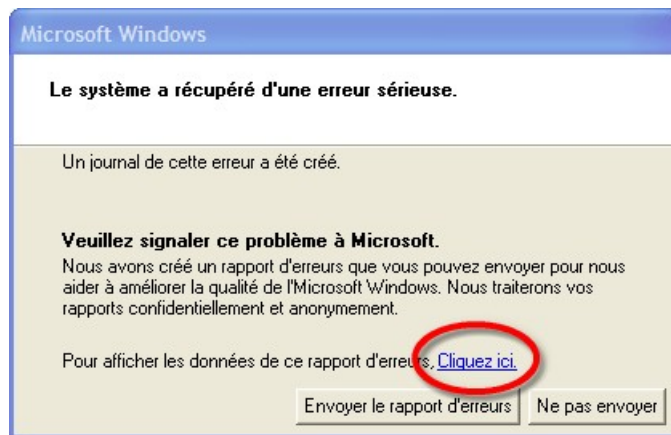 Microsoft Windows
Le système a récupéré d'une erreur sérieuse.
Un journal de cette erreur a été créé.
Veuillez signaler ce problème à Microsoft.
Nous avons créé un rapport d'erreurs que vous pouvez envoyer pour nous
aider à améliorer la qualité de l'Microsoft Windows. Nous traiterons vos
rapports confidentiellement et anonymement.
Pour afficher les données de ce rapport d'erreurs, Cliquez ici.
Envoyer le rapport d'erreurs Ne pas envoyer